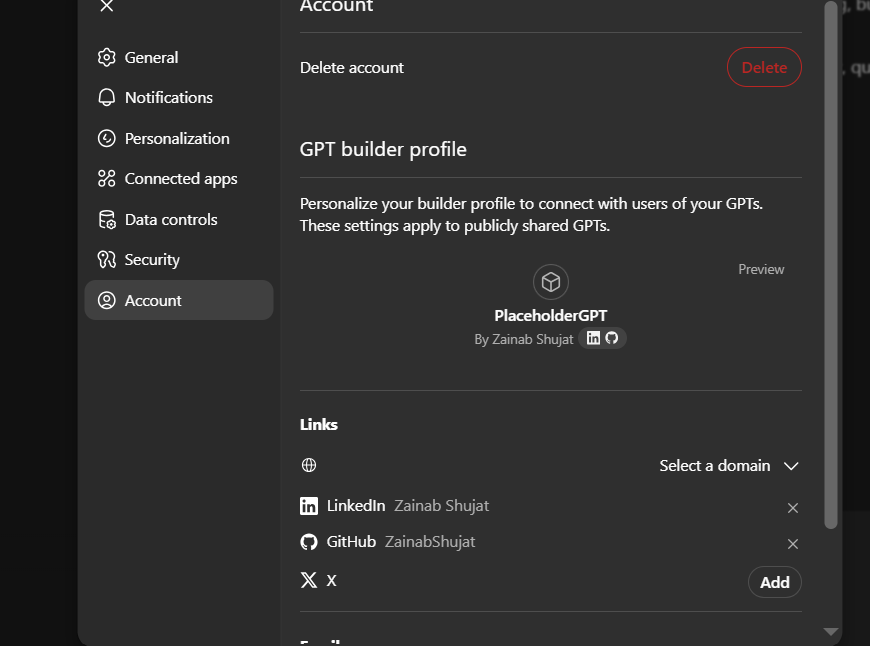 Account
General
Delete account
Delete
Notifications
Personalization
GPT builder profile
Connected apps
Personalize your builder profile to connect with users of your GPTs.
These settings apply to publicly shared GPTs.
Data controls
Security
Preview
Account
PlaceholderGPT
By Zainab Shujat
Links
Select a domain
LinkedIn Zainab Shujat
GitHub ZainabShujat
X
Add